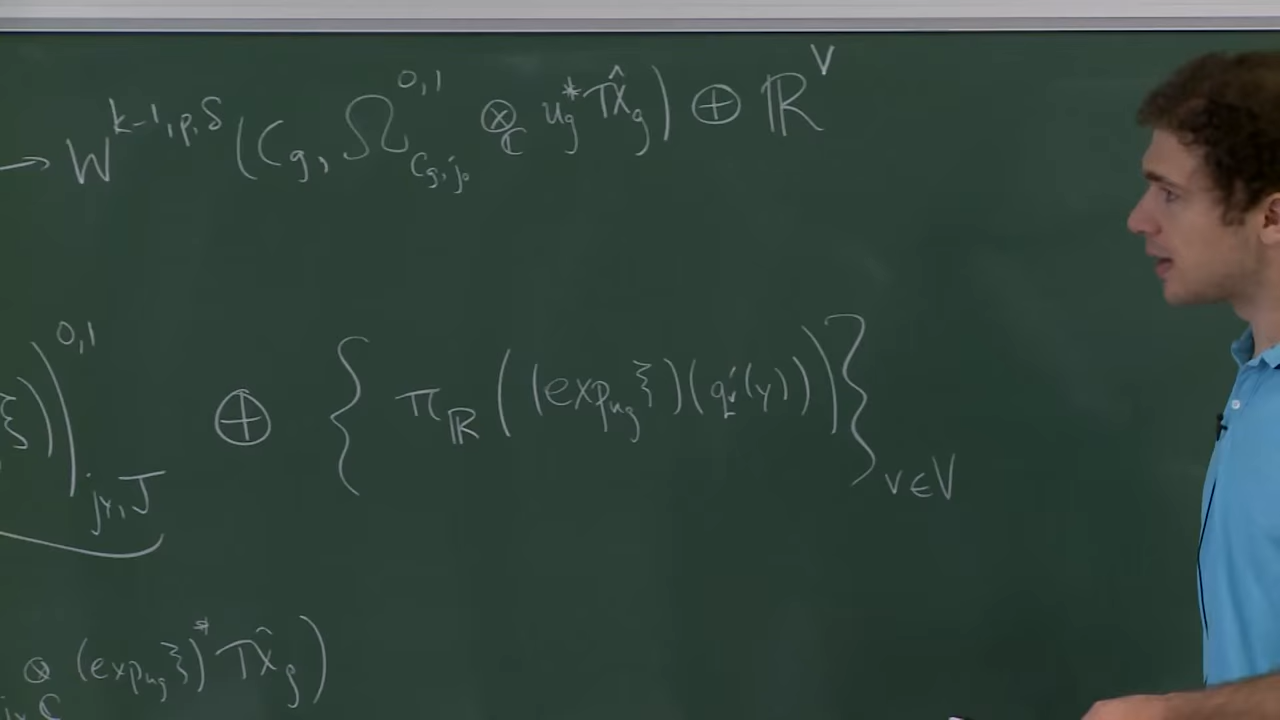 → W^{k-1,p,δ}(C_g, Ω^{0,1}_{C_g,j_0} ⊗_ℂ u_g^* TX̂_g) ⊕ ℝ^V
ξ))^{0,1}_{j_y,J} ⊕ {π_ℝ((exp_{u_g} ξ)(q_v'(y)))}_{v∈V}
j_y ⊗_ℂ (exp_{u_g} ξ)^* TX̂_g)